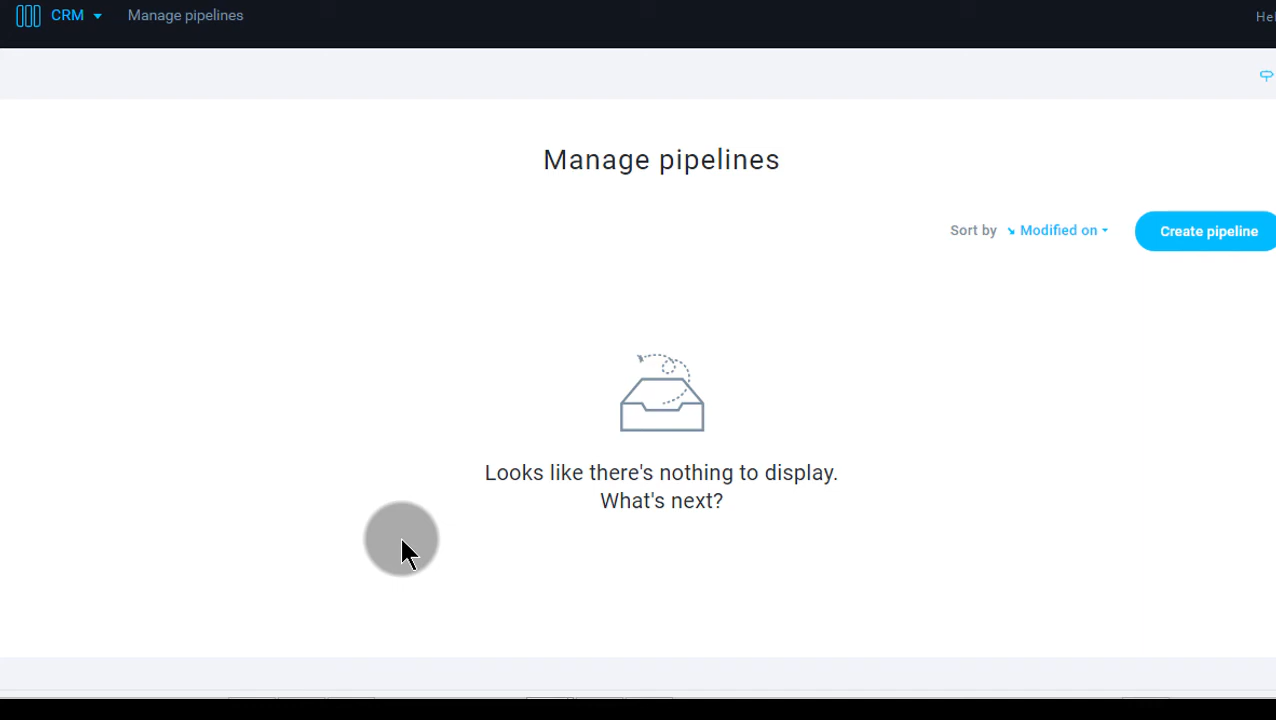 CRM Manage pipelines
Manage pipelines
Sort by Modified on Create pipeline
Looks like there's nothing to display.
What's next?